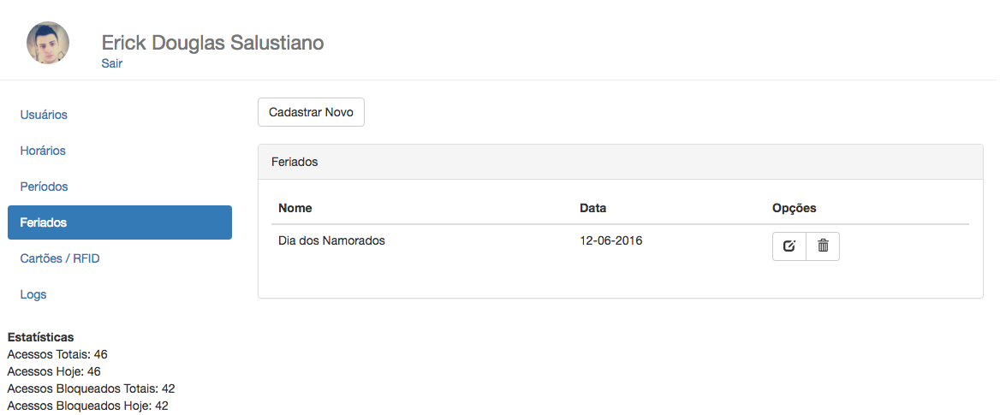 Erick Douglas Salustiano
Sair
Usuários
Horários
Períodos
Feriados
Cartões / RFID
Logs
Estatísticas
Acessos Totais: 46
Acessos Hoje: 46
Acessos Bloqueados Totais: 42
Acessos Bloqueados Hoje: 42
Cadastrar Novo
Feriados
Nome Data Opções
Dia dos Namorados 12-06-2016